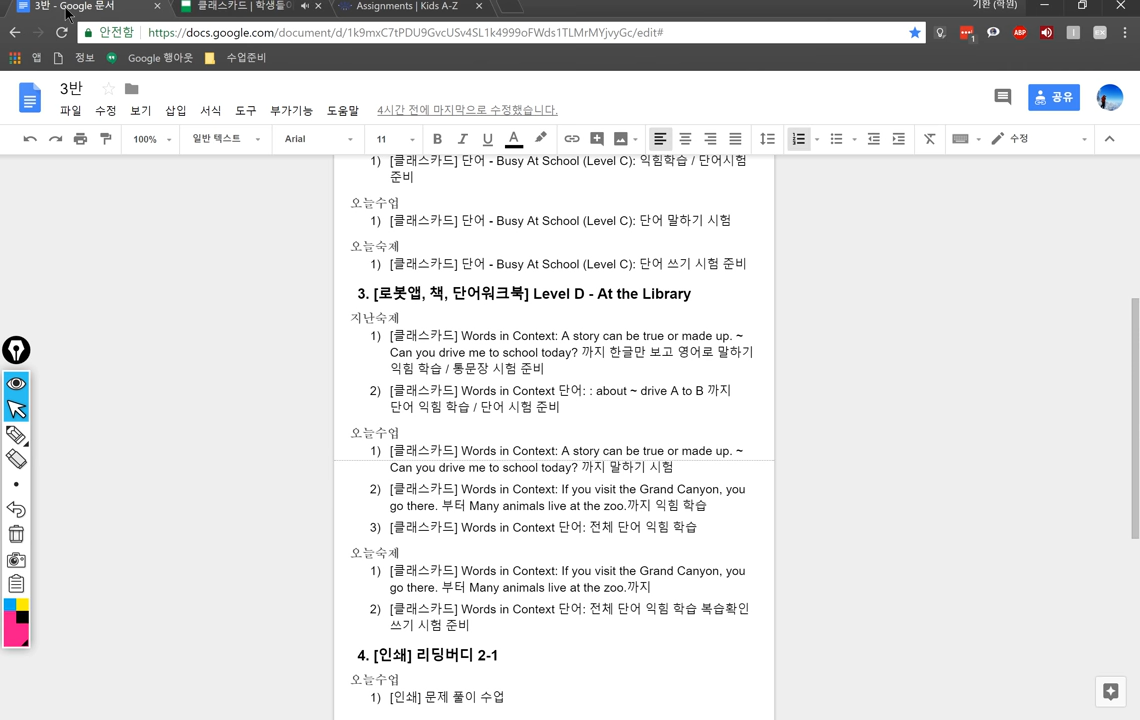 3반 - Google 문서
클래스카드 | 학생들이
Assignments | Kids A-Z
기환 (학원)
안전함
https://docs.google.com/document/d/1k9mxC7tPDU9GvcUSv4SL1k4999oFWds1TLMrMYjvyGc/edit#
앱
정보
Google 행아웃
수업준비
3반
파일 수정 보기 삽입 서식 도구 부가기능 도움말 4시간 전에 마지막으로 수정했습니다.
공유
100% 일반 텍스트 Arial 11 B I U A 수정
1) [클래스카드] 단어 - Busy At School (Level C): 익힘학습 / 단어시험
준비
오늘수업
1) [클래스카드] 단어 - Busy At School (Level C): 단어 말하기 시험
오늘숙제
1) [클래스카드] 단어 - Busy At School (Level C): 단어 쓰기 시험 준비
3. [로봇앱, 책, 단어워크북] Level D - At the Library
지난숙제
1) [클래스카드] Words in Context: A story can be true or made up. ~
Can you drive me to school today? 까지 한글만 보고 영어로 말하기
익힘 학습 / 통문장 시험 준비
2) [클래스카드] Words in Context 단어: : about ~ drive A to B 까지
단어 익힘 학습 / 단어 시험 준비
오늘수업
1) [클래스카드] Words in Context: A story can be true or made up. ~
Can you drive me to school today? 까지 말하기 시험
2) [클래스카드] Words in Context: If you visit the Grand Canyon, you
go there. 부터 Many animals live at the zoo.까지 익힘 학습
3) [클래스카드] Words in Context 단어: 전체 단어 익힘 학습
오늘숙제
1) [클래스카드] Words in Context: If you visit the Grand Canyon, you
go there. 부터 Many animals live at the zoo.까지
2) [클래스카드] Words in Context 단어: 전체 단어 익힘 학습 복습확인
쓰기 시험 준비
4. [인쇄] 리딩버디 2-1
오늘수업
1) [인쇄] 문제 풀이 수업